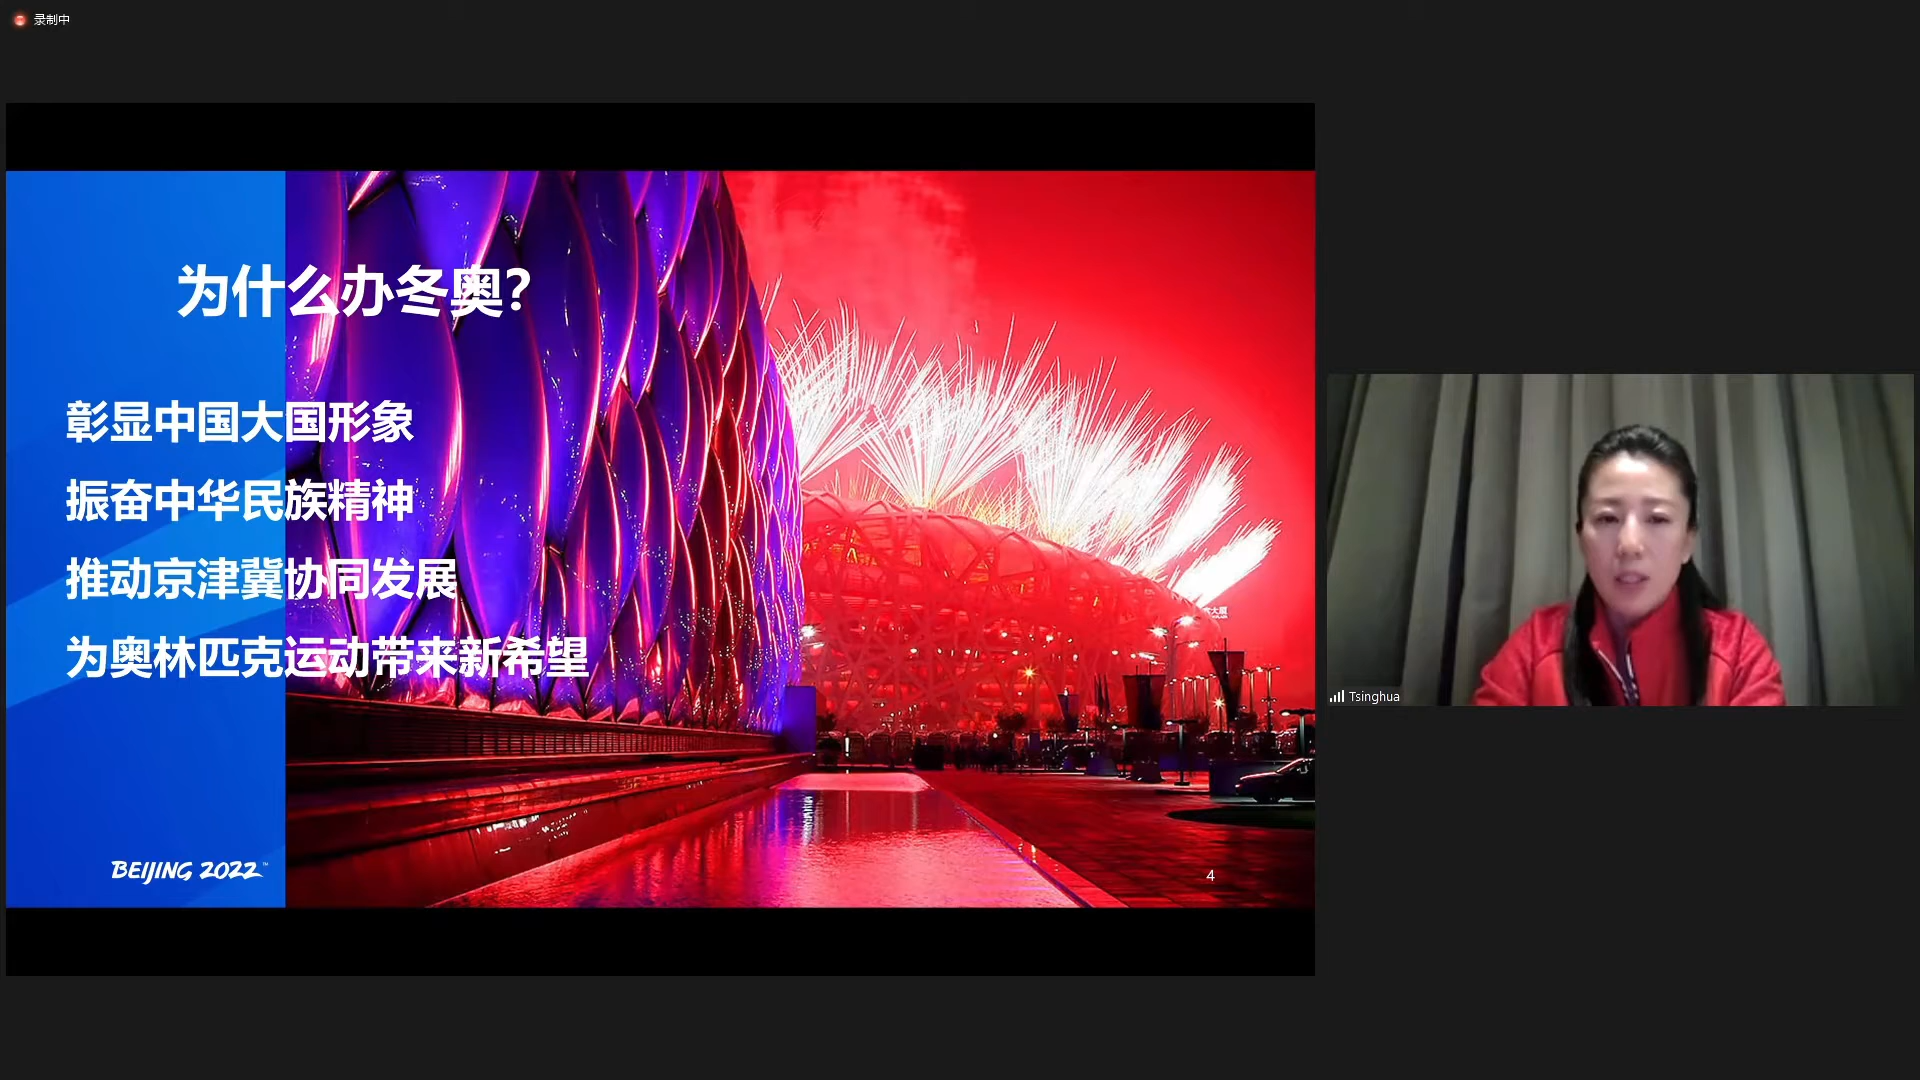 录制中
为什么办冬奥?
彰显中国大国形象
振奋中华民族精神
推动京津冀协同发展
为奥林匹克运动带来新希望
BEIJING 2022™
4
Tsinghua